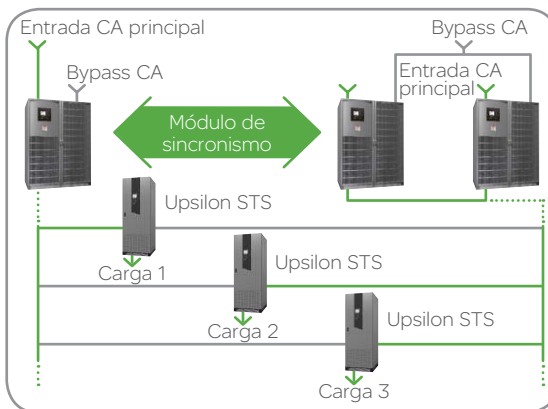 Entrada CA principal
Bypass CA
Bypass CA
Entrada CA
principal
Módulo de
sincronismo
Upsilon STS
Carga 1
Upsilon STS
Carga 2
Upsilon STS
Carga 3